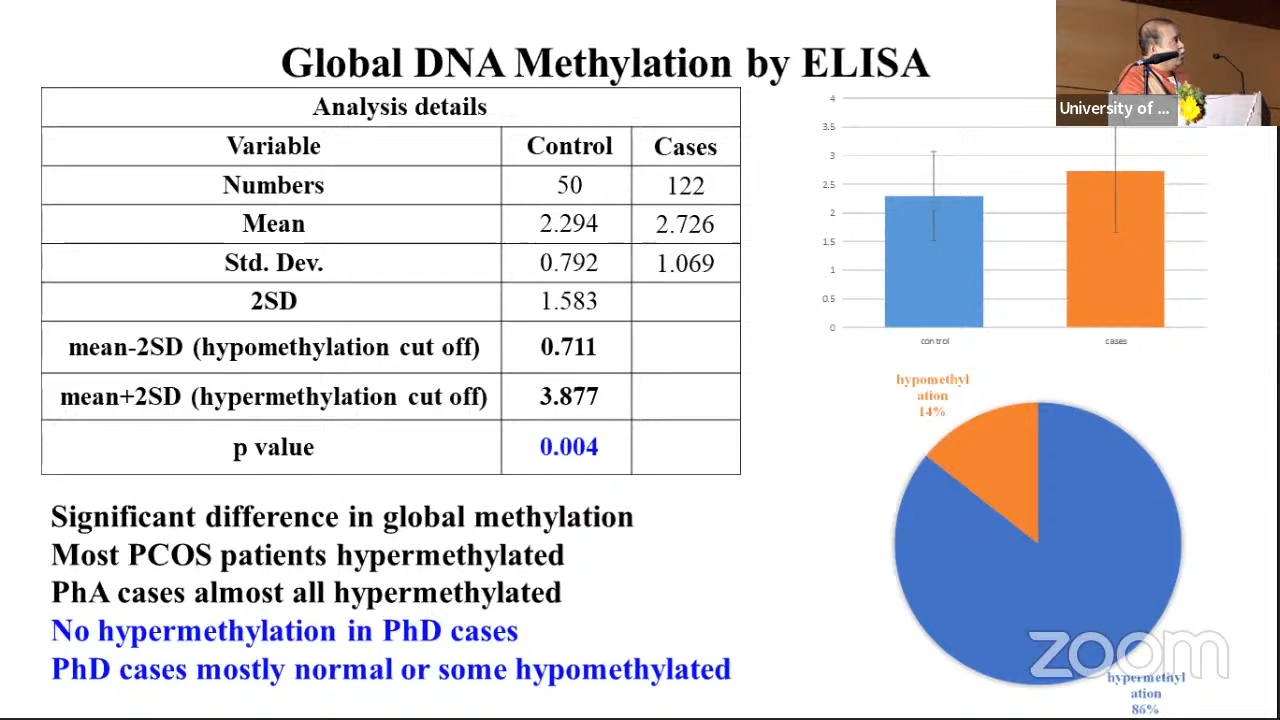 Global DNA Methylation by ELISA
University of ...
Analysis details
Variable Control Cases
Numbers 50 122
Mean 2.294 2.726
Std. Dev. 0.792 1.069
2SD 1.583
mean-2SD (hypomethylation cut off) 0.711
mean+2SD (hypermethylation cut off) 3.877
p value 0.004
Significant difference in global methylation
Most PCOS patients hypermethylated
PhA cases almost all hypermethylated
No hypermethylation in PhD cases
PhD cases mostly normal or some hypomethylated
4
3.5
3
2.5
2
1.5
1
0.5
0
control cases
hypomethyl
ation
14%
zoom
hypermethyl
ation
86%